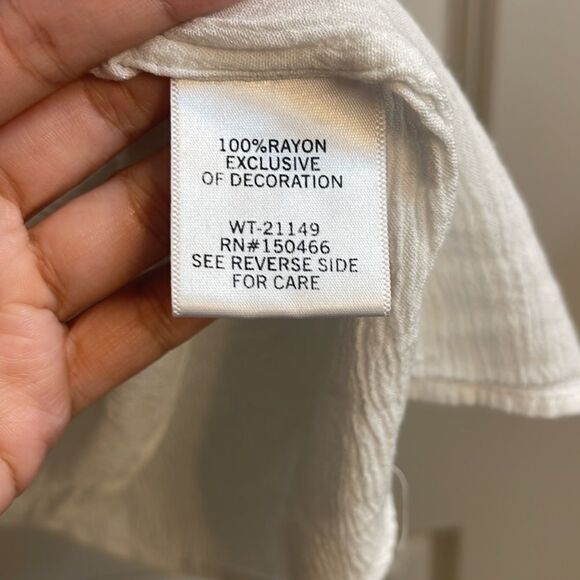 100%RAYON
EXCLUSIVE
OF DECORATION
WT-21149
RN#150466
SEE REVERSE SIDE
FOR CARE